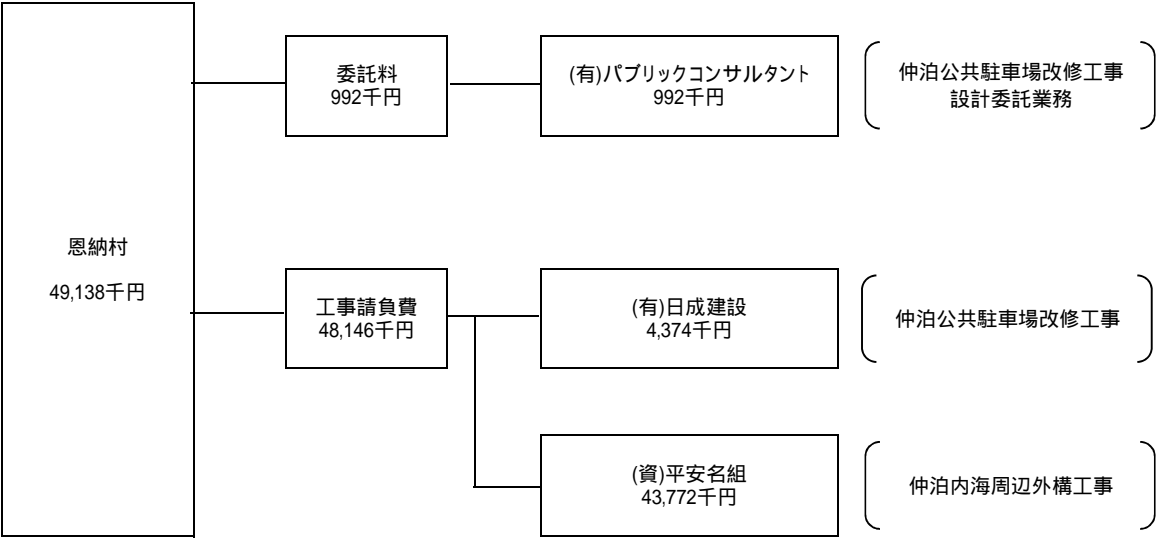 恩納村
49,138千円
委託料
992千円
(有)パブリックコンサルタント
992千円
仲泊公共駐車場改修工事
設計委託業務
工事請負費
48,146千円
(有)日成建設
4,374千円
仲泊公共駐車場改修工事
(資)平安名組
43,772千円
仲泊内海周辺外構工事